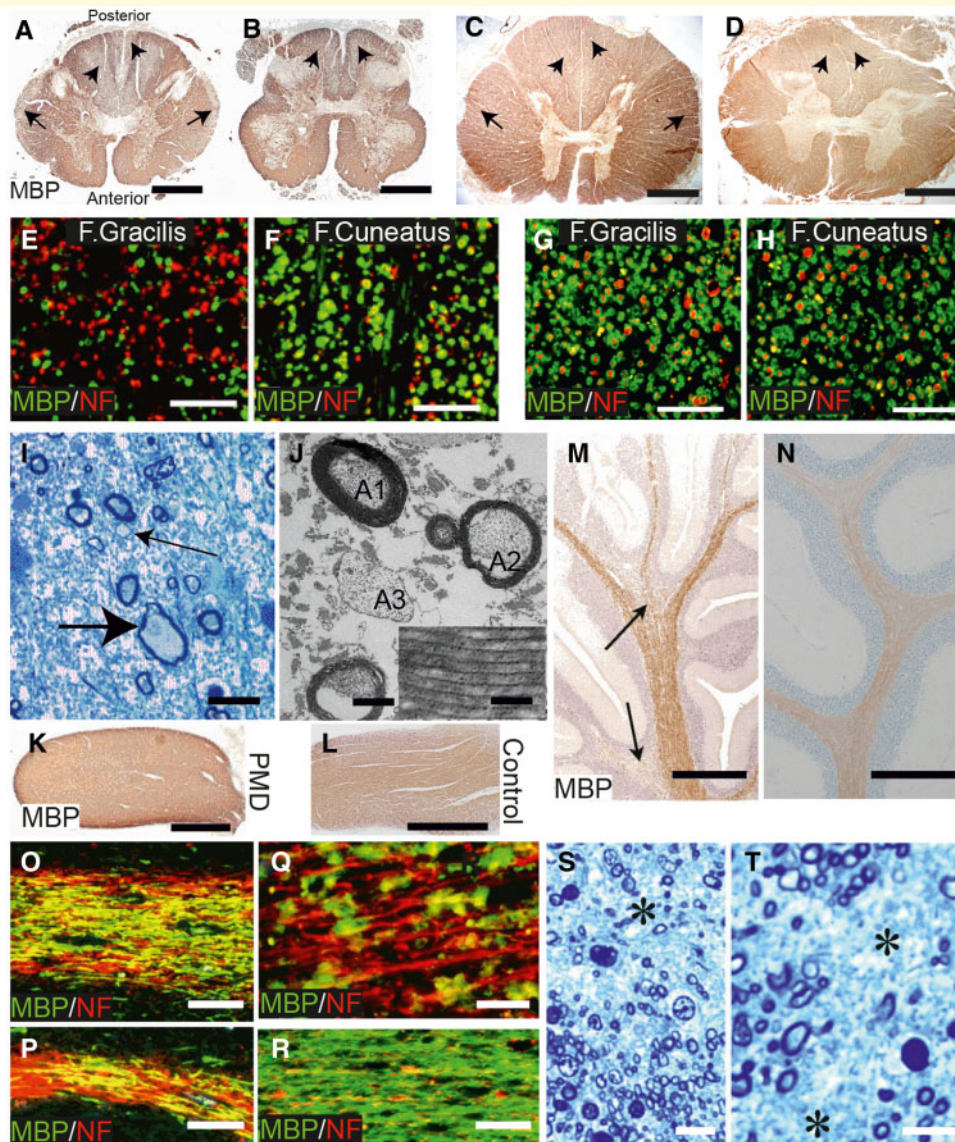 A
Posterior
B
C
D
MBP
Anterior
E
F.Gracilis
F
F.Cuneatus
G
F.Gracilis
H
F.Cuneatus
MBP/NF
MBP/NF
MBP/NF
MBP/NF
I
J
A1
A2
A3
M
N
K
MBP
PMD
L
Control
MBP
O
MBP/NF
Q
MBP/NF
S
T
P
MBP/NF
R
MBP/NF